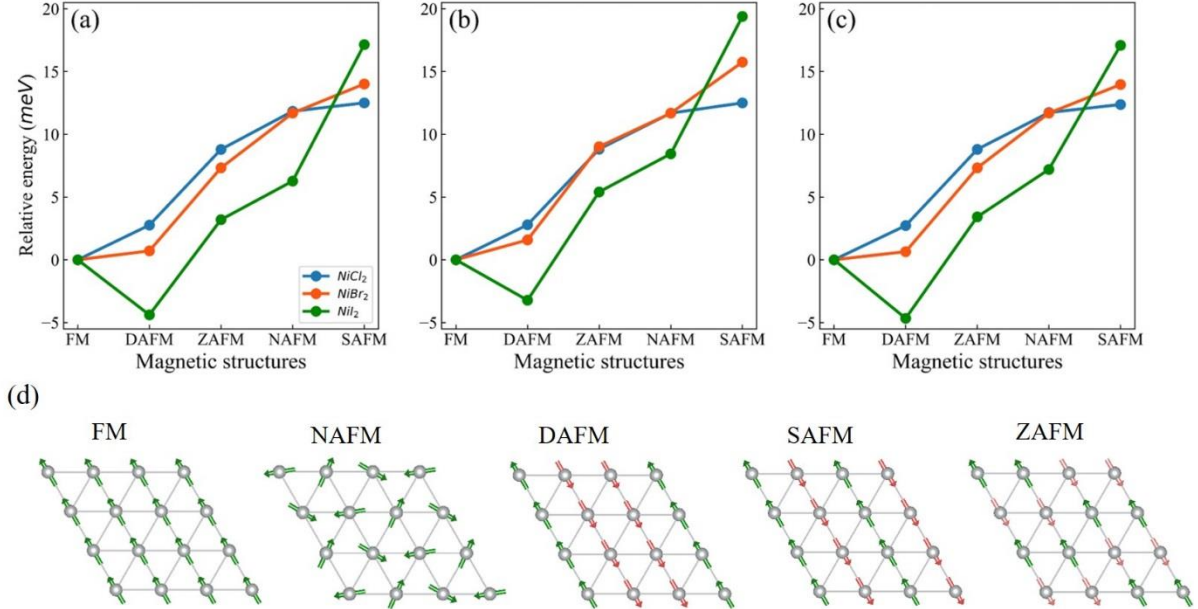 (a)
Relative energy (meV)
20
15
10
5
0
−5
NiCl₂
NiBr₂
NiI₂
FM DAFM ZAFM NAFM SAFM
Magnetic structures
(b)
20
15
10
5
0
−5
FM DAFM ZAFM NAFM SAFM
Magnetic structures
(c)
20
15
10
5
0
−5
FM DAFM ZAFM NAFM SAFM
Magnetic structures
(d)
FM NAFM DAFM SAFM ZAFM